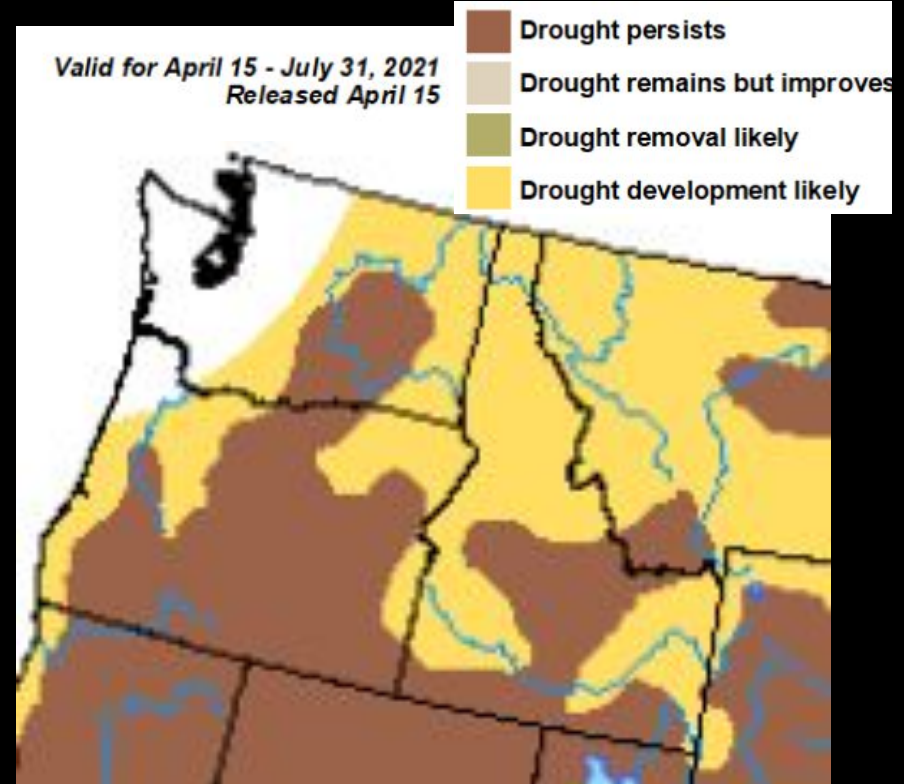 Valid for April 15 - July 31, 2021
Released April 15
Drought persists
Drought remains but improves
Drought removal likely
Drought development likely